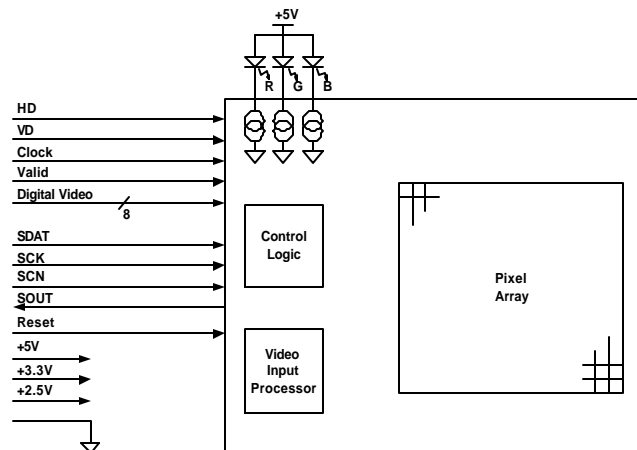 +5V
R G B
HD
VD
Clock
Valid
Digital Video
8
SDAT
SCK
SCN
SOUT
Reset
+5V
+3.3V
+2.5V
Control
Logic
Video
Input
Processor
Pixel
Array